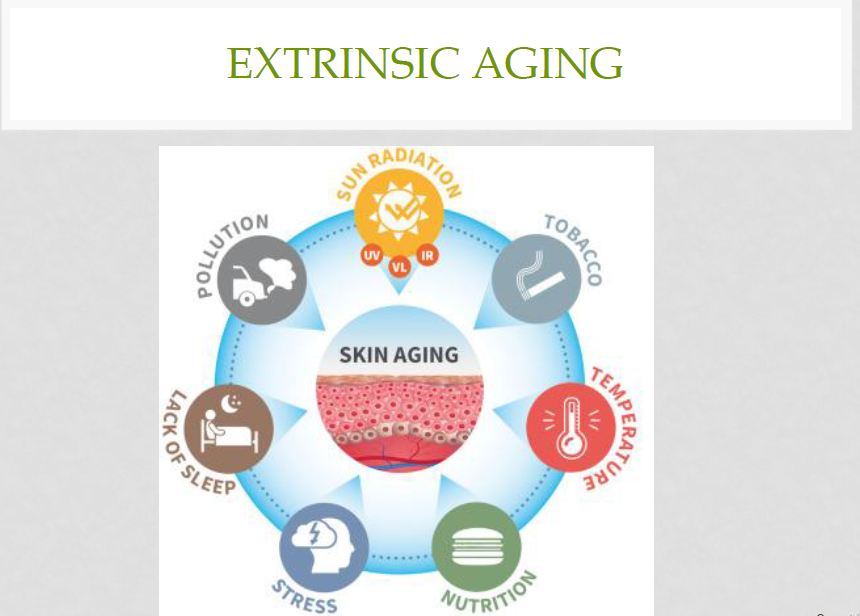 EXTRINSIC AGING
SUN RADIATION
UV
VL
IR
POLLUTION
TOBACCO
SKIN AGING
LACK OF SLEEP
TEMPERATURE
STRESS
NUTRITION